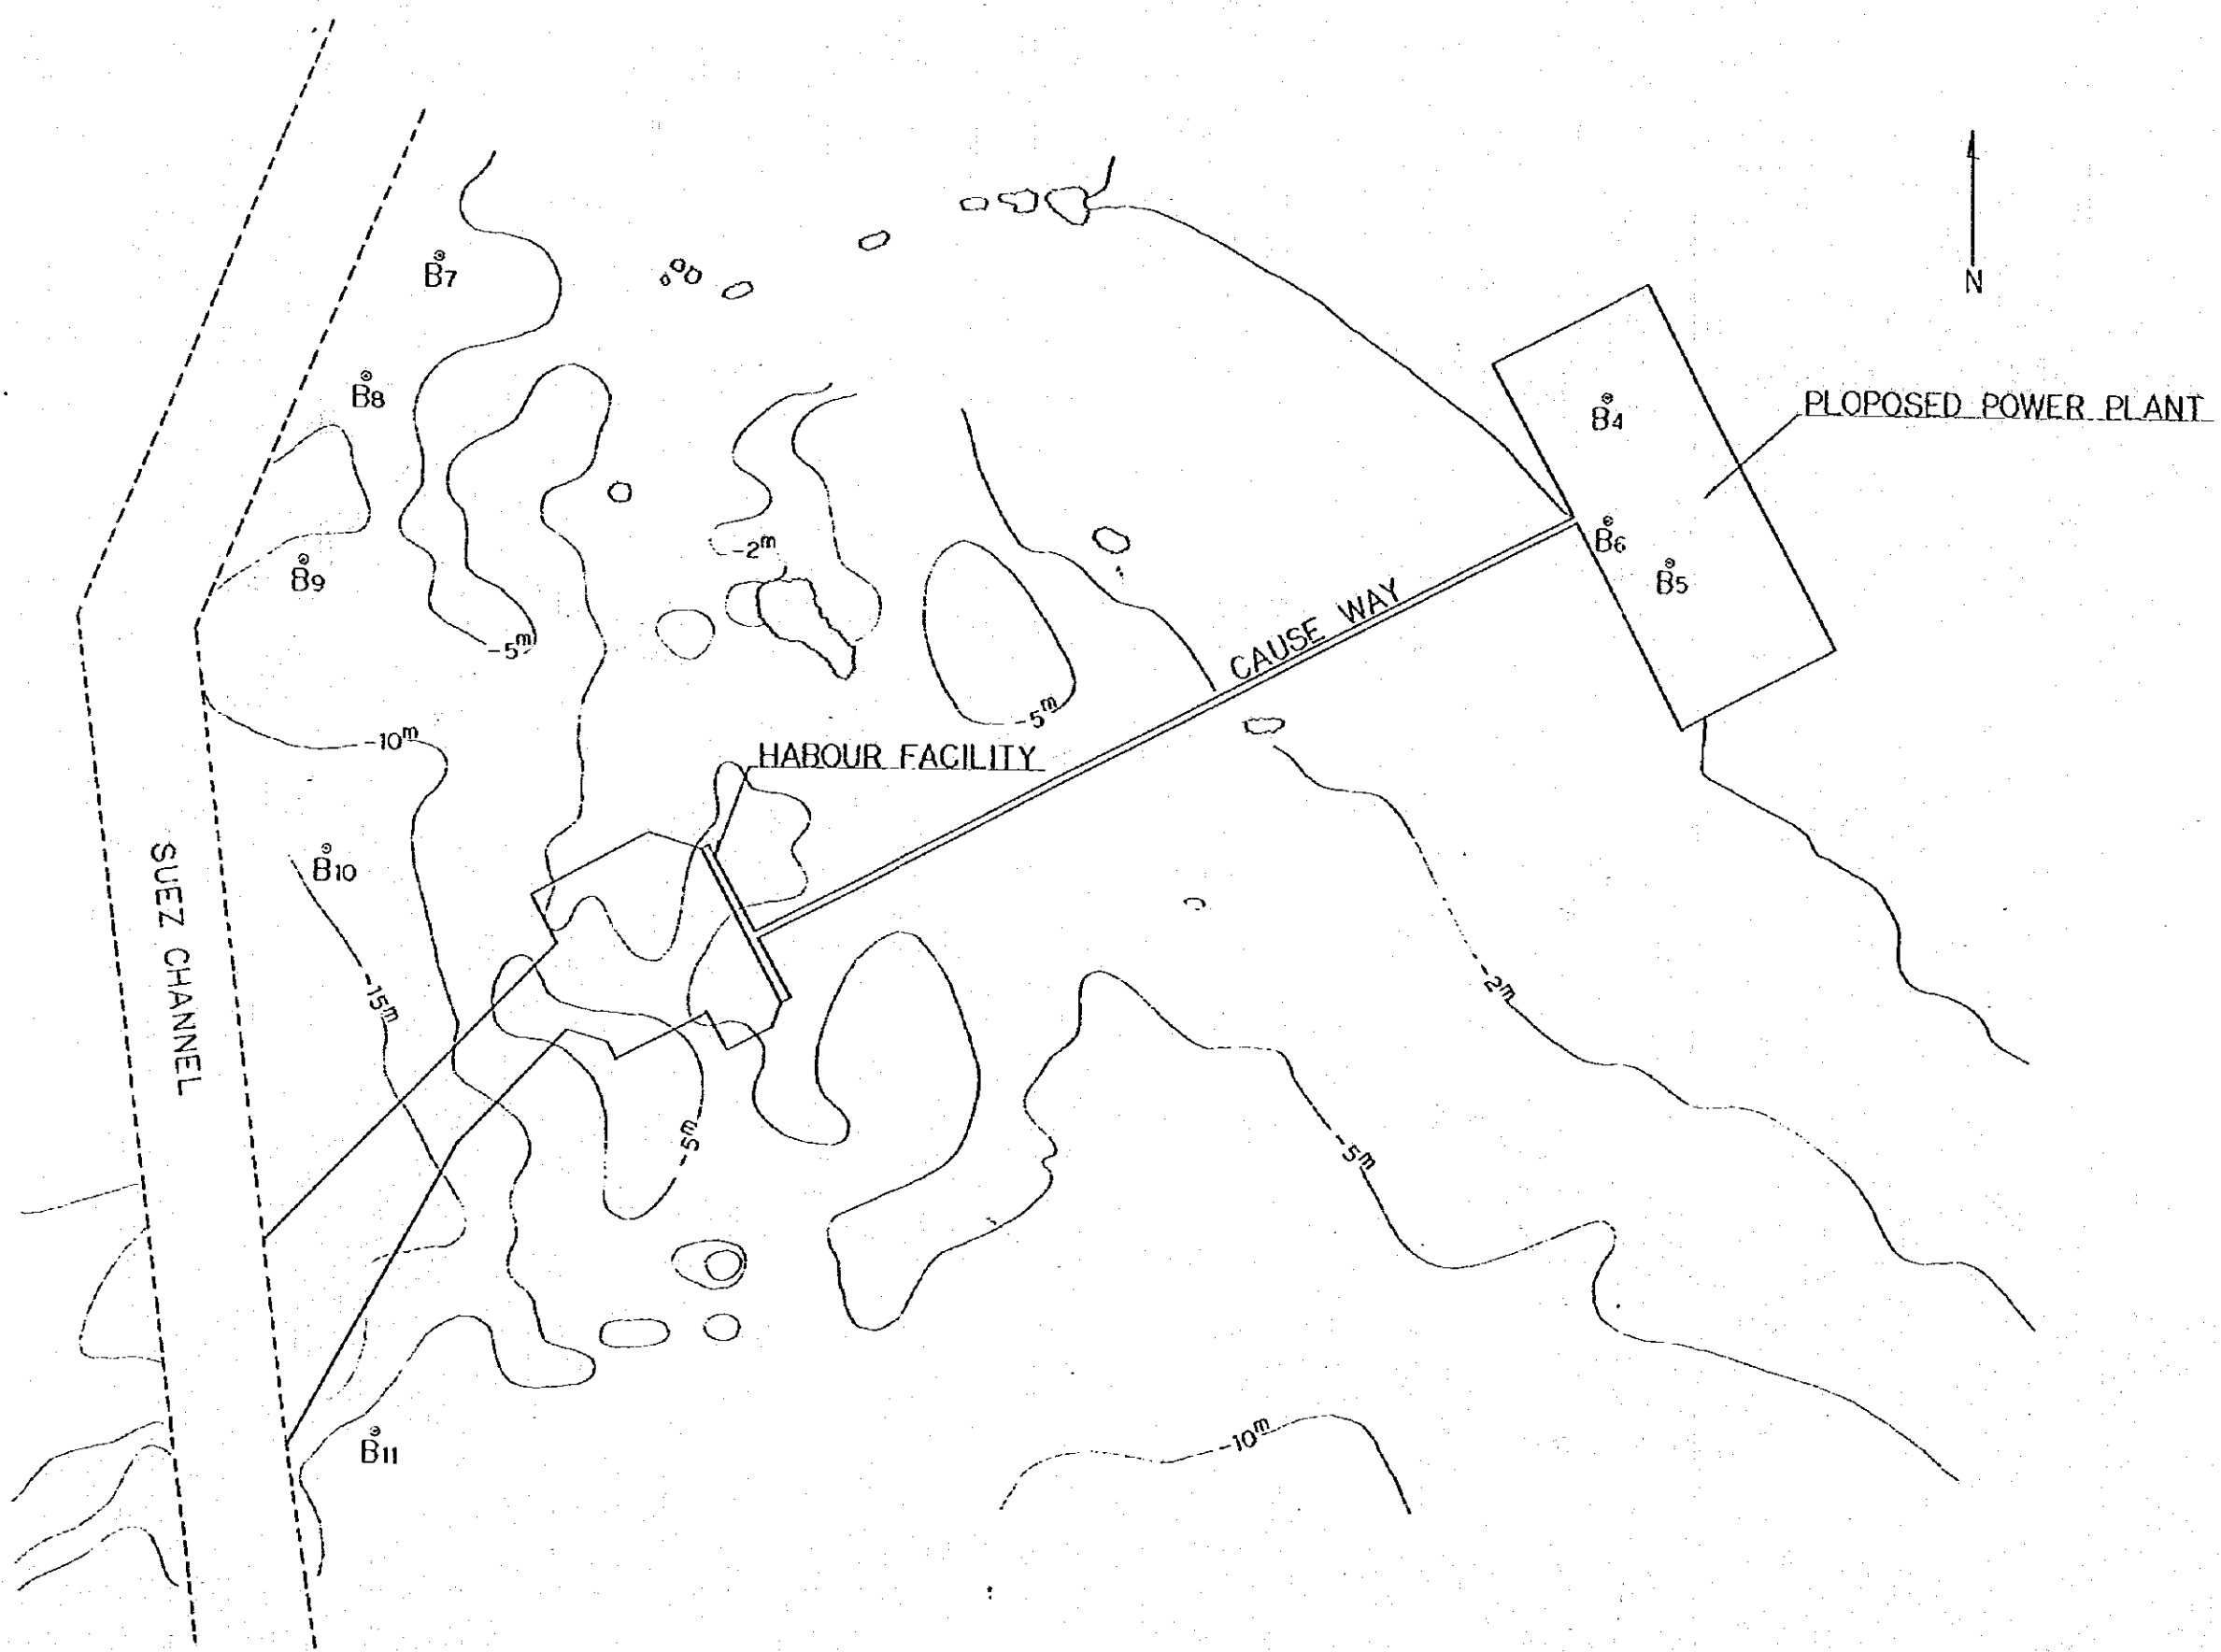 B7
N
B8
B4
PLOPOSED POWER PLANT
B6
-2m
B9
B5
CAUSE WAY
-5m
-5m
-10m
HABOUR FACILITY
SUEZ CHANNEL
B10
-15m
-2m
-5m
-5m
-10m
B11